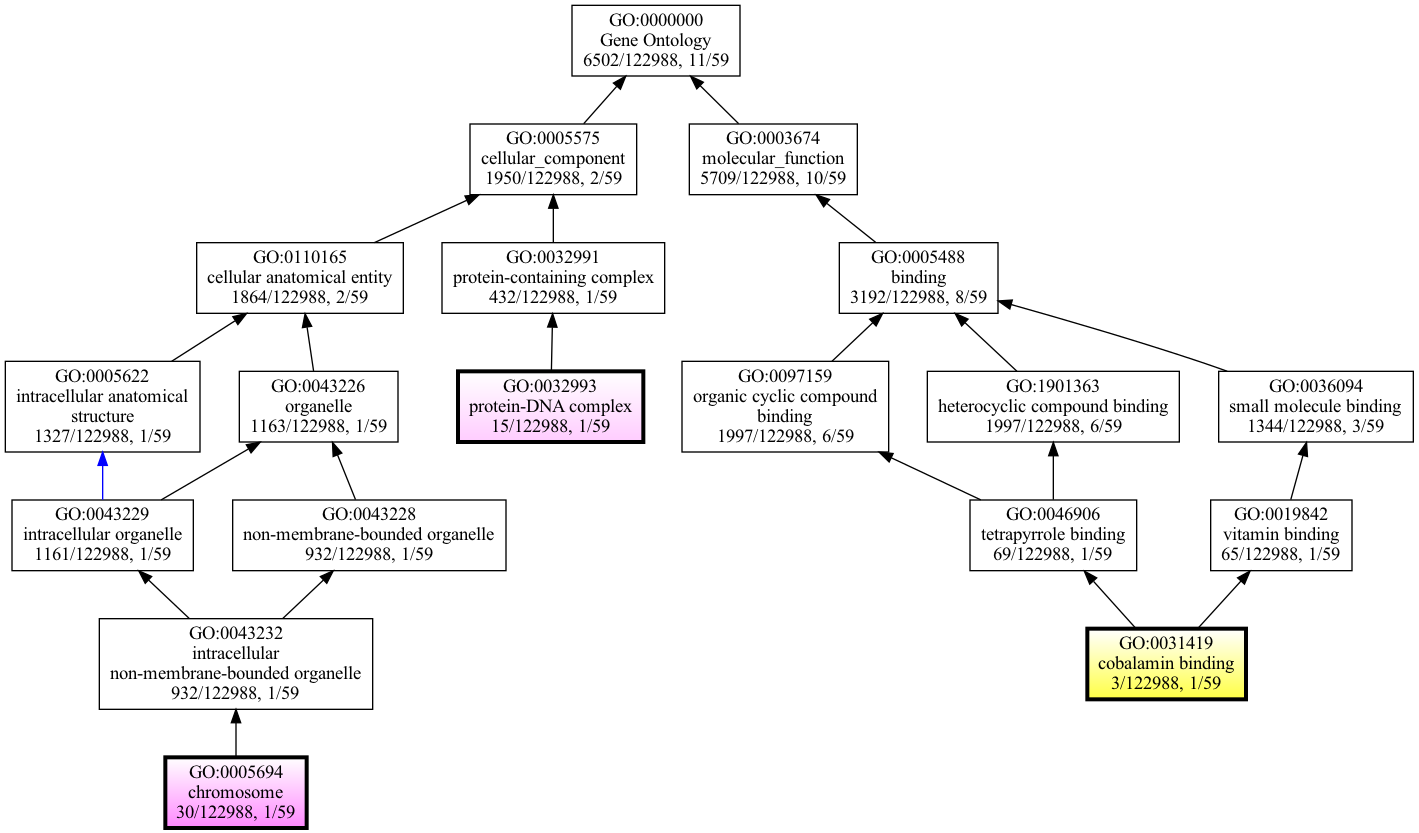 GO:0000000
Gene Ontology
6502/122988, 11/59
GO:0005575
cellular_component
1950/122988, 2/59
GO:0003674
molecular_function
5709/122988, 10/59
GO:0110165
cellular anatomical entity
1864/122988, 2/59
GO:0032991
protein-containing complex
432/122988, 1/59
GO:0005488
binding
3192/122988, 8/59
GO:0005622
intracellular anatomical
structure
1327/122988, 1/59
GO:0043226
organelle
1163/122988, 1/59
GO:0032993
protein-DNA complex
15/122988, 1/59
GO:0097159
organic cyclic compound
binding
1997/122988, 6/59
GO:1901363
heterocyclic compound binding
1997/122988, 6/59
GO:0036094
small molecule binding
1344/122988, 3/59
GO:0043229
intracellular organelle
1161/122988, 1/59
GO:0043228
non-membrane-bounded organelle
932/122988, 1/59
GO:0046906
tetrapyrrole binding
69/122988, 1/59
GO:0019842
vitamin binding
65/122988, 1/59
GO:0043232
intracellular
non-membrane-bounded organelle
932/122988, 1/59
GO:0031419
cobalamin binding
3/122988, 1/59
GO:0005694
chromosome
30/122988, 1/59